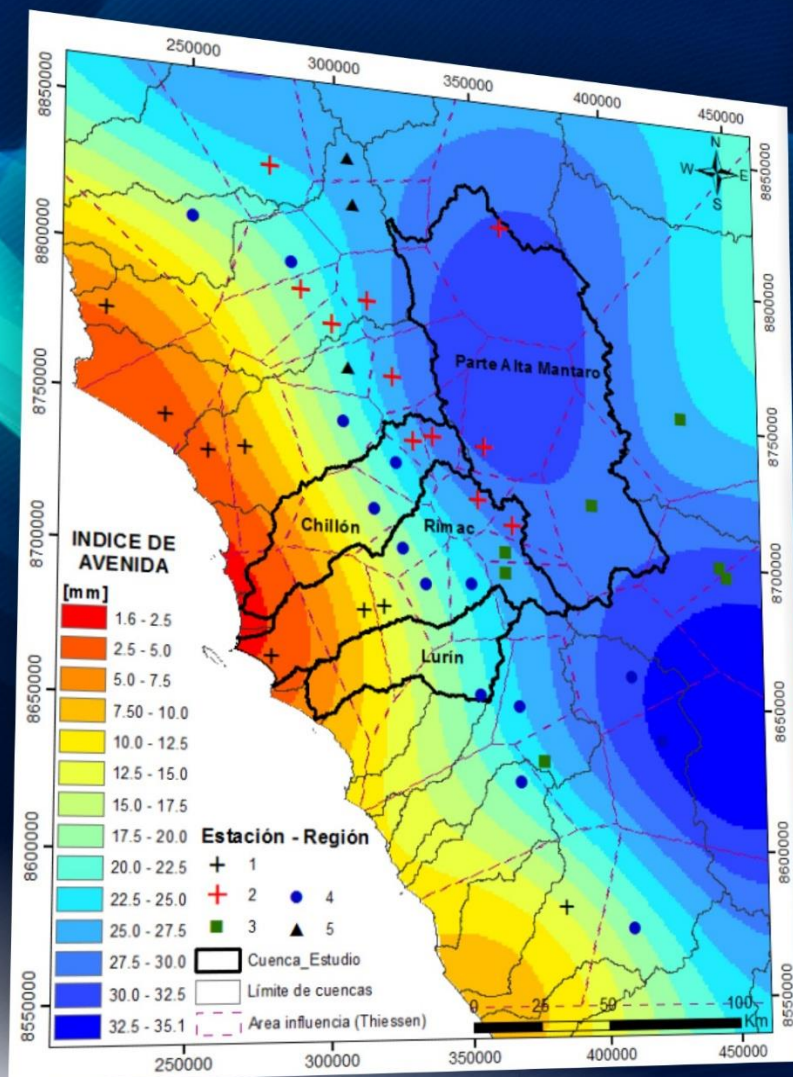 250000
300000
350000
400000
450000
8850000
8800000
8750000
8700000
8650000
8600000
8550000
N
W E
S
8850000
8800000
8750000
8700000
8650000
8600000
8550000
Parte Alta Mantaro
Chillón
Rímac
Lurín
INDICE DE
AVENIDA
[mm]
1.6 - 2.5
2.5 - 5.0
5.0 - 7.5
7.50 - 10.0
10.0 - 12.5
12.5 - 15.0
15.0 - 17.5
17.5 - 20.0
20.0 - 22.5
22.5 - 25.0
25.0 - 27.5
27.5 - 30.0
30.0 - 32.5
32.5 - 35.1
Estación - Región
1
2
4
3
5
Cuenca_Estudio
Límite de cuencas
Area influencia (Thiessen)
0 25 50 100
Km
250000
300000
350000
400000
450000